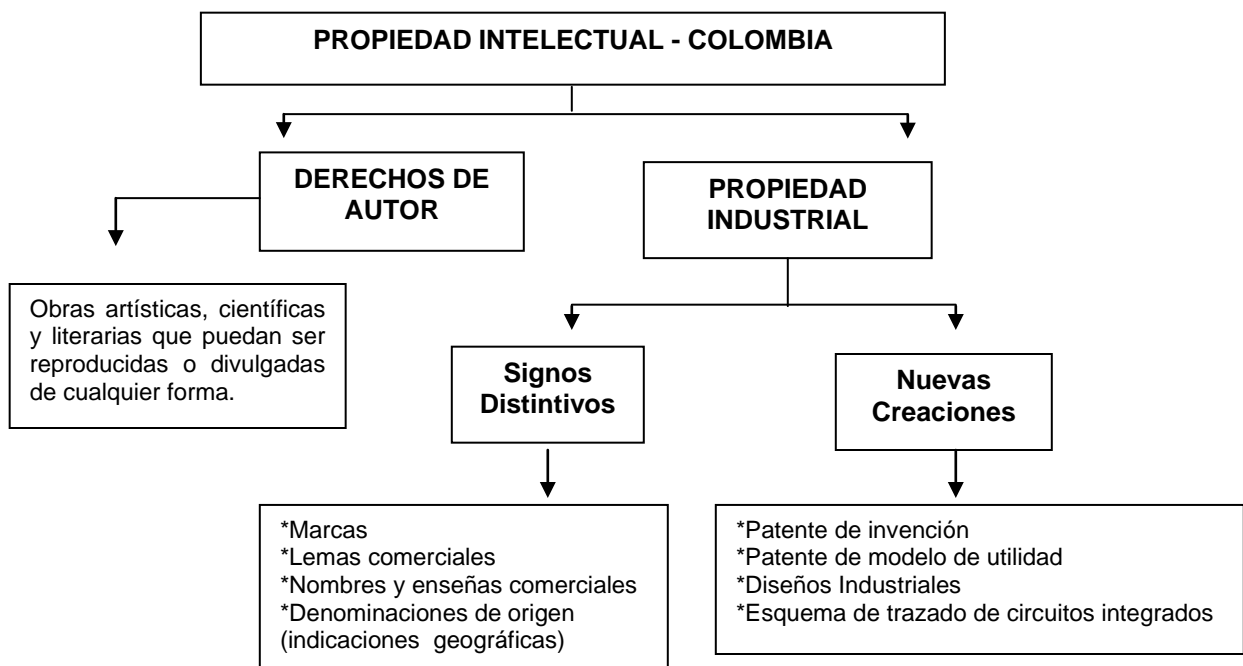 PROPIEDAD INTELECTUAL - COLOMBIA
DERECHOS DE
AUTOR
PROPIEDAD
INDUSTRIAL
Obras artísticas, científicas
y literarias que puedan ser
reproducidas o divulgadas
de cualquier forma.
Signos
Distintivos
Nuevas
Creaciones
*Marcas
*Lemas comerciales
*Nombres y enseñas comerciales
*Denominaciones de origen
(indicaciones geográficas)
*Patente de invención
*Patente de modelo de utilidad
*Diseños Industriales
*Esquema de trazado de circuitos integrados